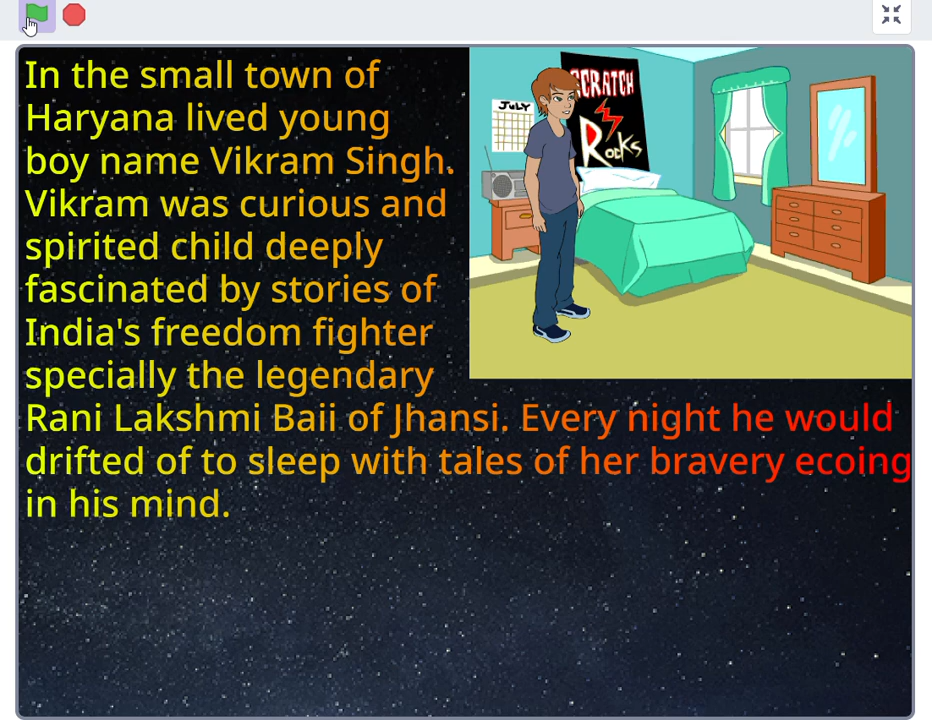 In the small town of
Haryana lived young
boy name Vikram Singh.
Vikram was curious and
spirited child deeply
fascinated by stories of
India's freedom fighter
specially the legendary
Rani Lakshmi Baii of Jhansi. Every night he would
drifted of to sleep with tales of her bravery ecoing
in his mind.
JULY
SCRATCH
Rocks